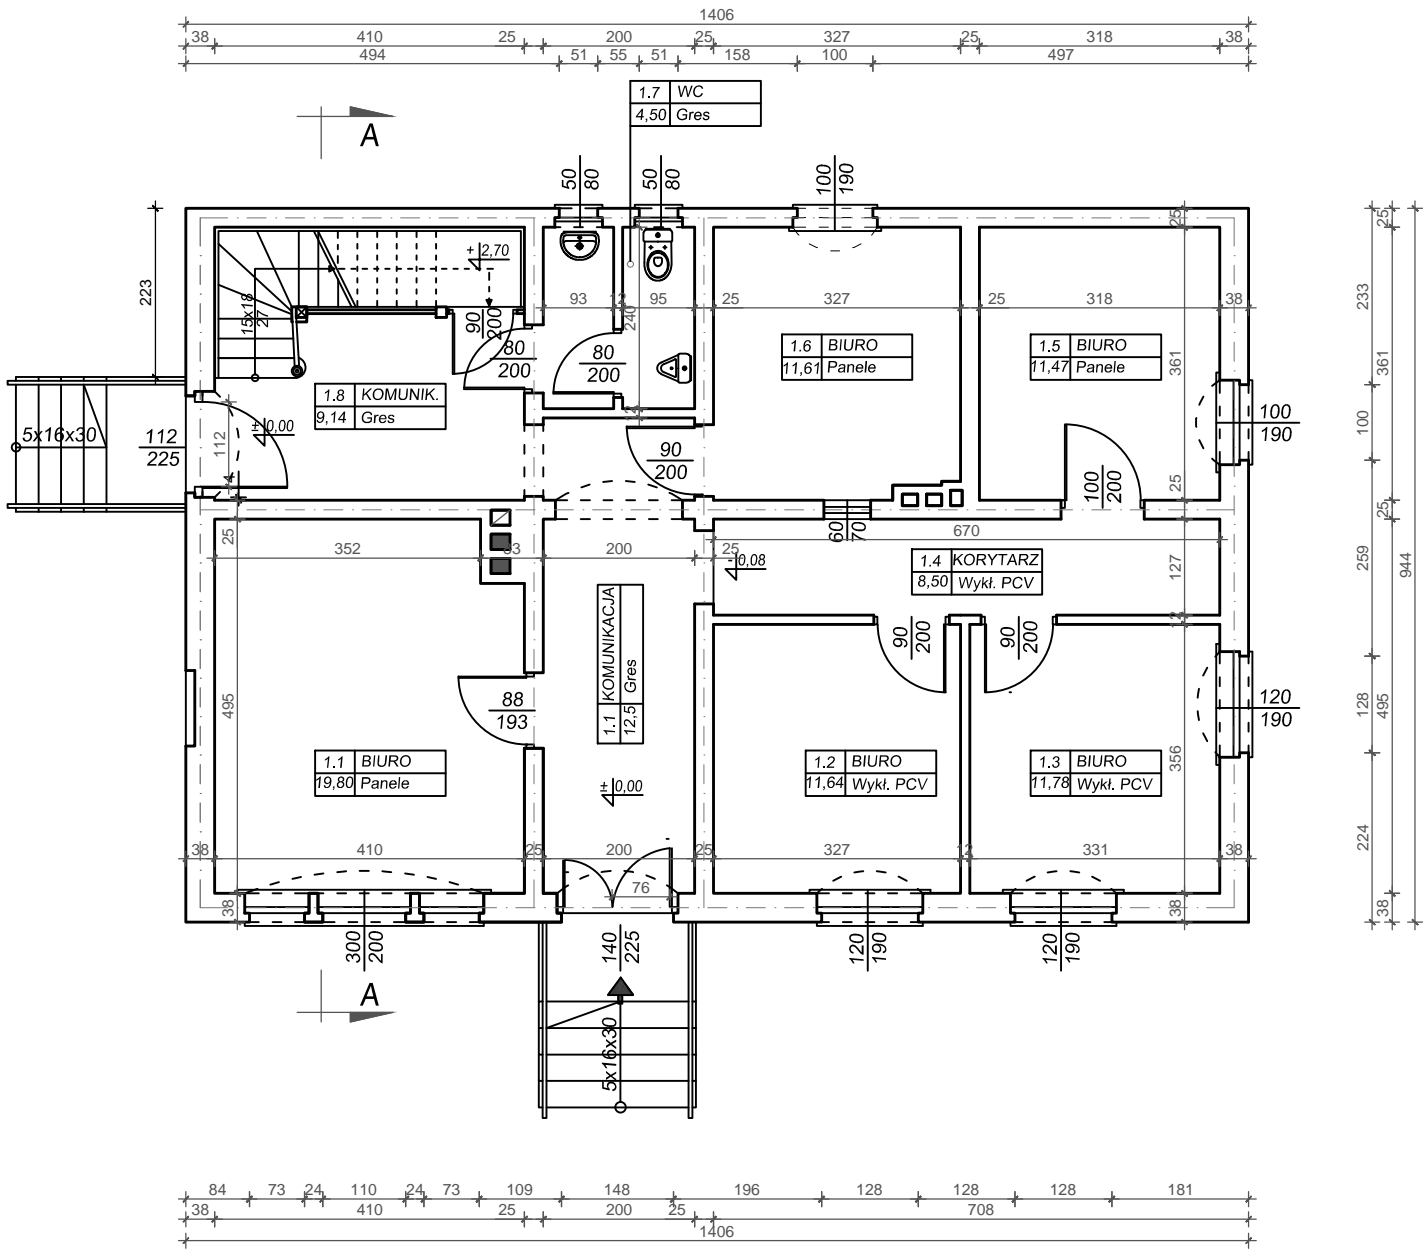 1406
38 410 25 200 25 327 25 318 38
494 51 55 51 158 100 497
1.7 WC
4,50 Gres
A
50
80
50
80
100
190
25
25
+ 2,70
223
15x18
27
90
200
93 12 95 25 327 25 318 38
240
233
361
361
944
80
200
80
200
1.6 BIURO
11,61 Panele
1.5 BIURO
11,47 Panele
1.8 KOMUNIK.
9,14 Gres
100
190
100
5x16x30
112
225
112
± 0,00
4
90
200
100
200
25
25
12
25
352
33
200
25
60
70
670
- 0,08
1.4 KORYTARZ
8,50 Wykł. PCV
127
259
12
1.1 KOMUNIKACJA
12,5 Gres
90
200
90
200
88
193
495
120
190
128
495
356
1.1 BIURO
19,80 Panele
1.2 BIURO
11,64 Wykł. PCV
1.3 BIURO
11,78 Wykł. PCV
± 0,00
224
38 410 25 200 25 327 12 331 38
76
38
38
38
300
200
140
225
120
190
120
190
A
5x16x30
84 73 24 110 24 73 109 148 196 128 128 128 181
38 410 25 200 25 708
1406